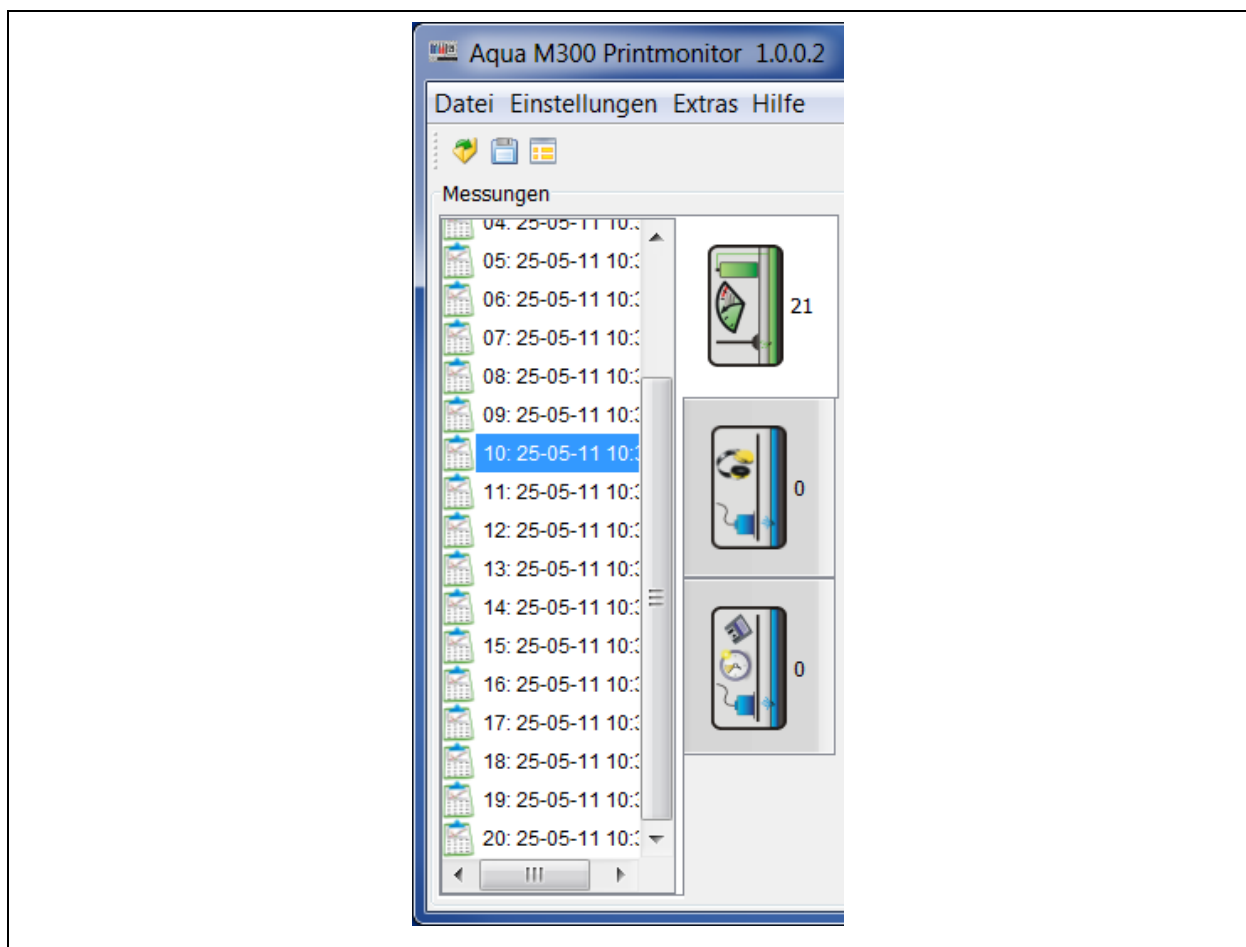 Aqua M300 Printmonitor 1.0.0.2
Datei Einstellungen Extras Hilfe
Messungen
04: 25-05-11 10:
05: 25-05-11 10:
06: 25-05-11 10:
07: 25-05-11 10:
08: 25-05-11 10:
09: 25-05-11 10:
10: 25-05-11 10:
11: 25-05-11 10:
12: 25-05-11 10:
13: 25-05-11 10:
14: 25-05-11 10:
15: 25-05-11 10:
16: 25-05-11 10:
17: 25-05-11 10:
18: 25-05-11 10:
19: 25-05-11 10:
20: 25-05-11 10:
21
0
0